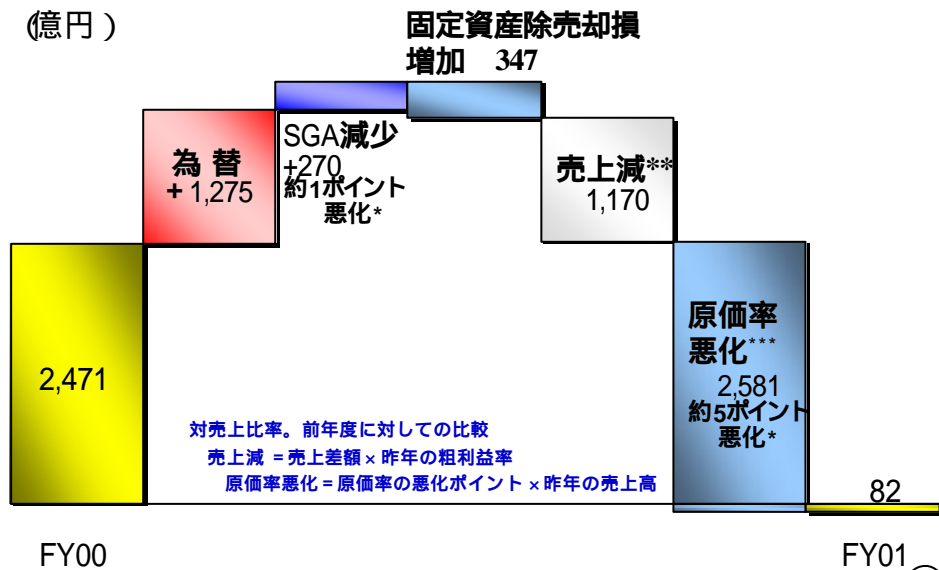 (億円)
固定資産除売却損
増加 347
為 替
+ 1,275
SGA減少
+270
約1ポイント
悪化*
売上減**
1,170
原価率
悪化***
2,581
約5ポイント
悪化*
2,471
対売上比率。前年度に対しての比較
売上減 =売上差額×昨年の粗利益率
原価率悪化=原価率の悪化ポイント×昨年の売上高
82
FY00
FY01